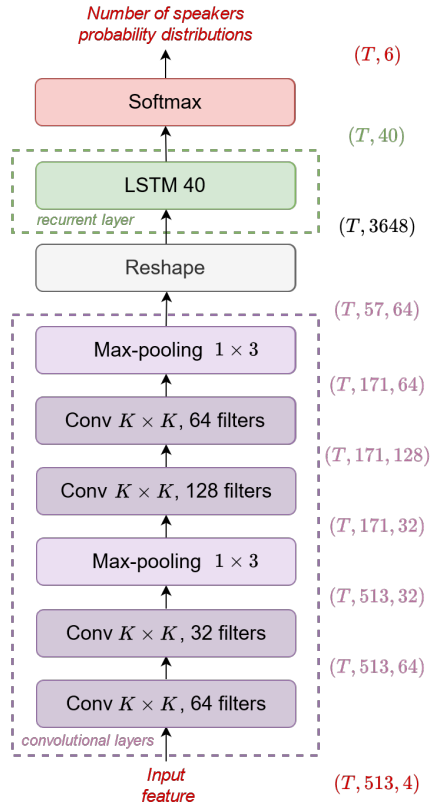 Number of speakers
probability distributions
(T, 6)
Softmax
(T, 40)
LSTM 40
recurrent layer
(T, 3648)
Reshape
(T, 57, 64)
Max-pooling 1 × 3
(T, 171, 64)
Conv K × K, 64 filters
(T, 171, 128)
Conv K × K, 128 filters
(T, 171, 32)
Max-pooling 1 × 3
(T, 513, 32)
Conv K × K, 32 filters
(T, 513, 64)
Conv K × K, 64 filters
convolutional layers
Input
feature
(T, 513, 4)